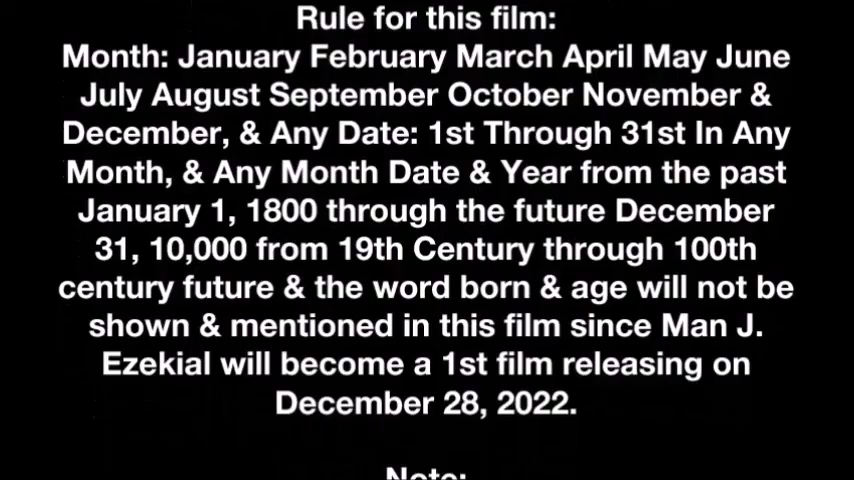 Rule for this film:
Month: January February March April May June
July August September October November &
December, & Any Date: 1st Through 31st In Any
Month, & Any Month Date & Year from the past
January 1, 1800 through the future December
31, 10,000 from 19th Century through 100th
century future & the word born & age will not be
shown & mentioned in this film since Man J.
Ezekial will become a 1st film releasing on
December 28, 2022.
Note: